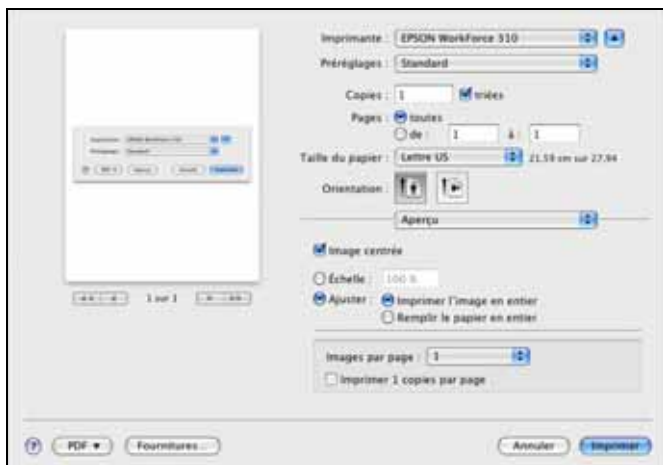 Imprimante : EPSON WorkForce 310
Préréglages : Standard
Copies : 1 triées
Pages : toutes
de : 1 à : 1
Taille du papier : Lettre US 21,59 cm sur 27,94
Orientation :
Aperçu
Image centrée
Échelle : 100 %
Ajuster : Imprimer l'image en entier
Remplir le papier en entier
1 sur 1
Images par page : 1
Imprimer 1 copies par page
? PDF Fournitures... Annuler Imprimer